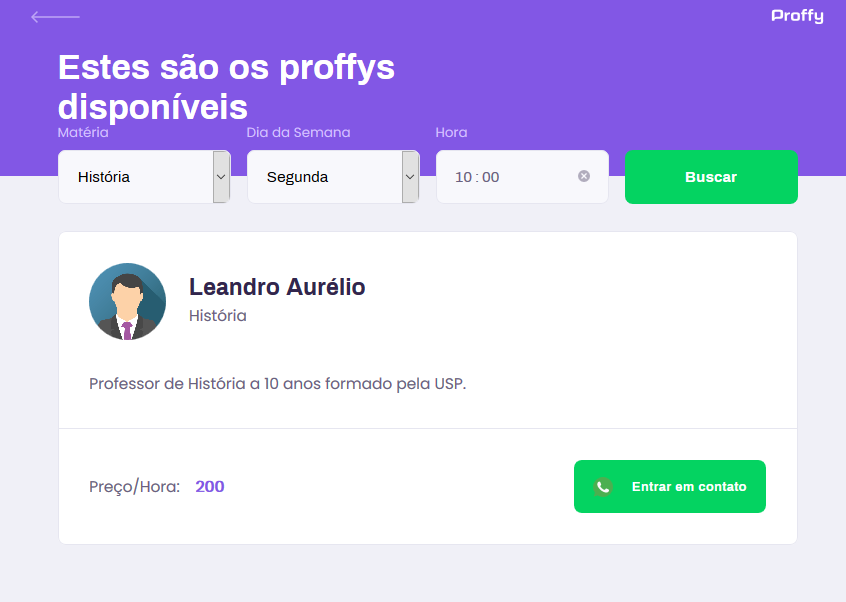 Proffy
Estes são os proffys
disponíveis
Matéria
Dia da Semana
Hora
História
Segunda
10 : 00
Buscar
Leandro Aurélio
História
Professor de História a 10 anos formado pela USP.
Preço/Hora: 200
Entrar em contato